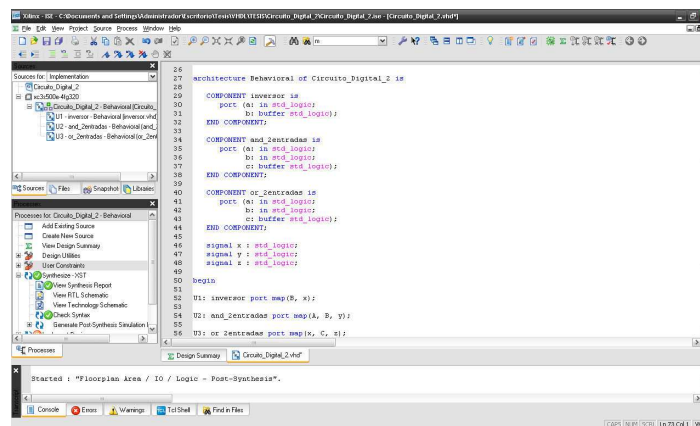 Xilinx - ISE - C:\Documents and Settings\Administrador\Escritorio\Tesis\VHDL\TESIS\Circuito_Digital_2\Circuito_Digital_2.ise - [Circuito_Digital_2.vhd*]
File Edit View Project Source Process Window Help
m
Sources
Sources for: Implementation
Circuito_Digital_2
xc3s500e-4fg320
Circuito_Digital_2 - Behavioral (Circuito_
U1 - inversor - Behavioral (inversor.vhd
U2 - and_2entradas - Behavioral (and_
U3 - or_2entradas - Behavioral (or_2ent
Sources Files Snapshot Libraries
Processes
Processes for: Circuito_Digital_2 - Behavioral
Add Existing Source
Create New Source
View Design Summary
Design Utilities
User Constraints
Synthesize - XST
View Synthesis Report
View RTL Schematic
View Technology Schematic
Check Syntax
Generate Post-Synthesis Simulation
Processes
26
27 architecture Behavioral of Circuito_Digital_2 is
28
29 COMPONENT inversor is
30 port (a: in std_logic;
31 b: buffer std_logic);
32 END COMPONENT;
33
34 COMPONENT and_2entradas is
35 port (a: in std_logic;
36 b: in std_logic;
37 c: buffer std_logic);
38 END COMPONENT;
39
40 COMPONENT or_2entradas is
41 port (a: in std_logic;
42 b: in std_logic;
43 c: buffer std_logic);
44 END COMPONENT;
45
46 signal x : std_logic;
47 signal y : std_logic;
48 signal z : std_logic;
49
50 begin
51
52 U1: inversor port map(B, x);
53
54 U2: and_2entradas port map(A, B, y);
55
56 U3: or_2entradas port map(x, C, z);
Design Summary Circuito_Digital_2.vhd*
Started : "Floorplan Area / IO / Logic - Post-Synthesis".
Console Errors Warnings Tcl Shell Find in Files
CAPS NUM SCRL Ln 73 Col 1